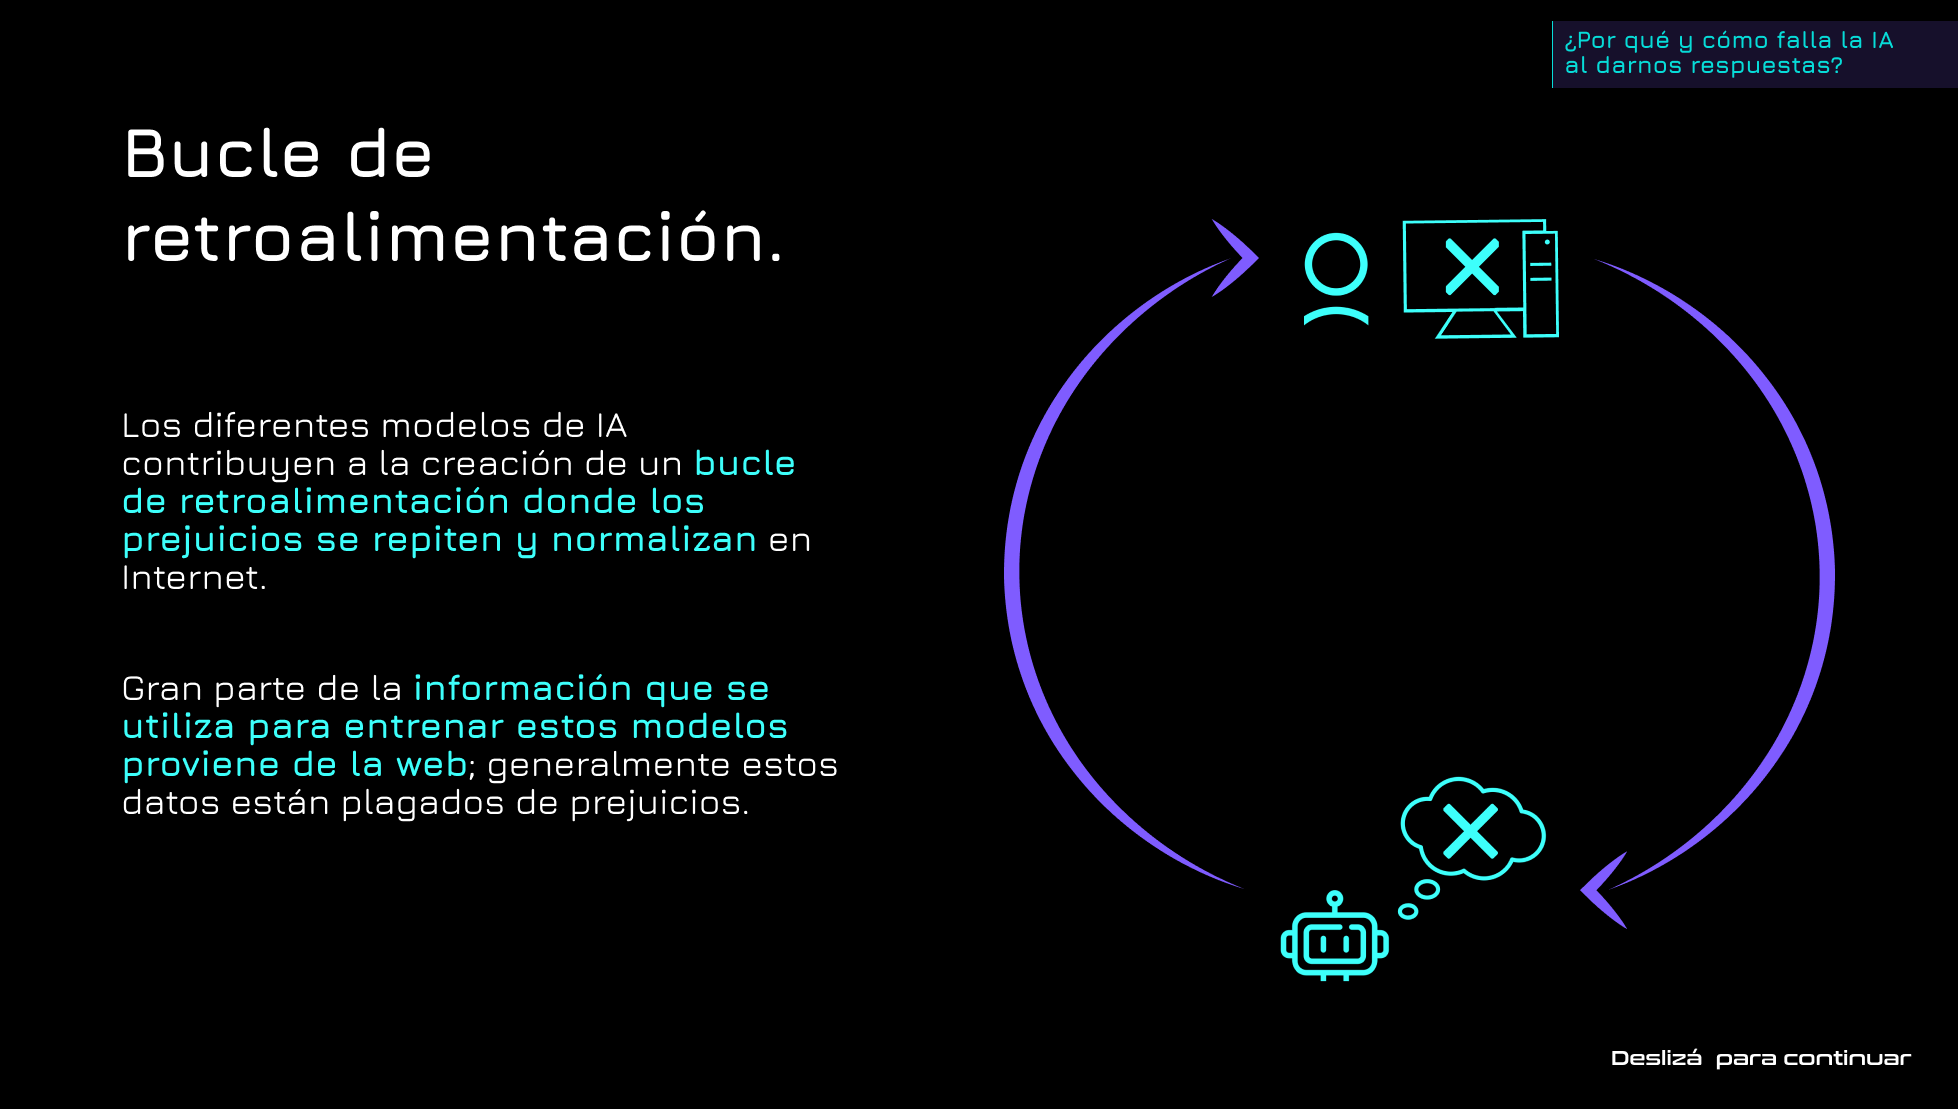 ¿Por qué y cómo falla la IA
al darnos respuestas?
Bucle de
retroalimentación.
Los diferentes modelos de IA
contribuyen a la creación de un bucle
de retroalimentación donde los
prejuicios se repiten y normalizan en
Internet.
Gran parte de la información que se
utiliza para entrenar estos modelos
proviene de la web; generalmente estos
datos están plagados de prejuicios.
Deslizá para continuar